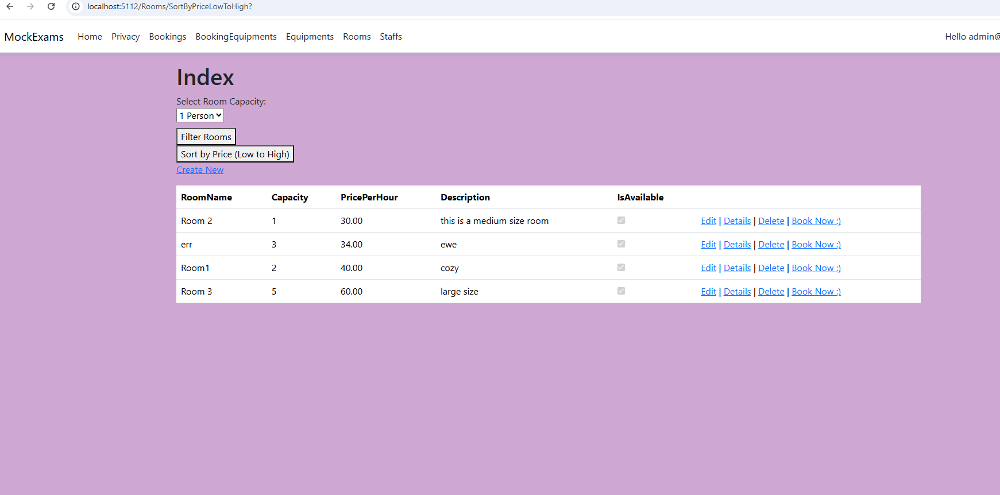 localhost:5112/Rooms/SortByPriceLowToHigh?
MockExams Home Privacy Bookings BookingEquipments Equipments Rooms Staffs Hello admin@
Index
Select Room Capacity:
1 Person
Filter Rooms
Sort by Price (Low to High)
Create New
RoomName Capacity PricePerHour Description IsAvailable
Room 2 1 30.00 this is a medium size room Edit | Details | Delete | Book Now :)
err 3 34.00 ewe Edit | Details | Delete | Book Now :)
Room1 2 40.00 cozy Edit | Details | Delete | Book Now :)
Room 3 5 60.00 large size Edit | Details | Delete | Book Now :)